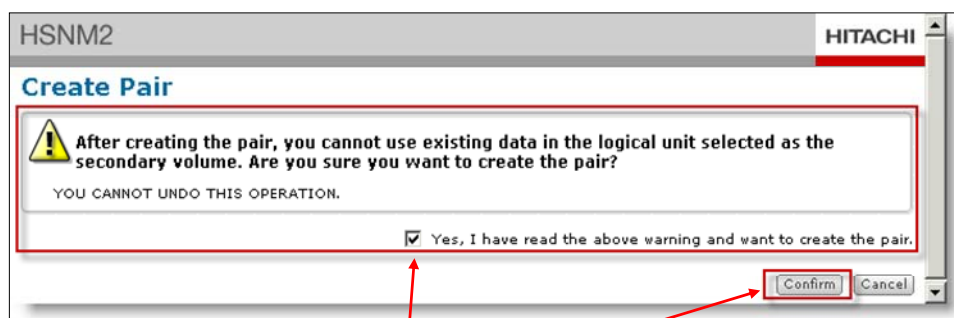 HSNM2
HITACHI
Create Pair
After creating the pair, you cannot use existing data in the logical unit selected as the
secondary volume. Are you sure you want to create the pair?
YOU CANNOT UNDO THIS OPERATION.
Yes, I have read the above warning and want to create the pair.
Confirm Cancel